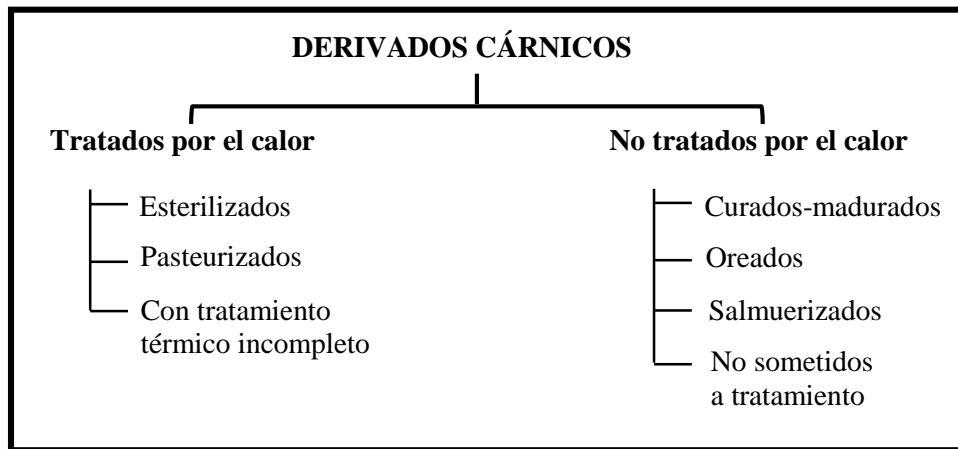 DERIVADOS CÁRNICOS
Tratados por el calor
Esterilizados
Pasteurizados
Con tratamiento
térmico incompleto
No tratados por el calor
Curados-madurados
Oreados
Salmuerizados
No sometidos
a tratamiento